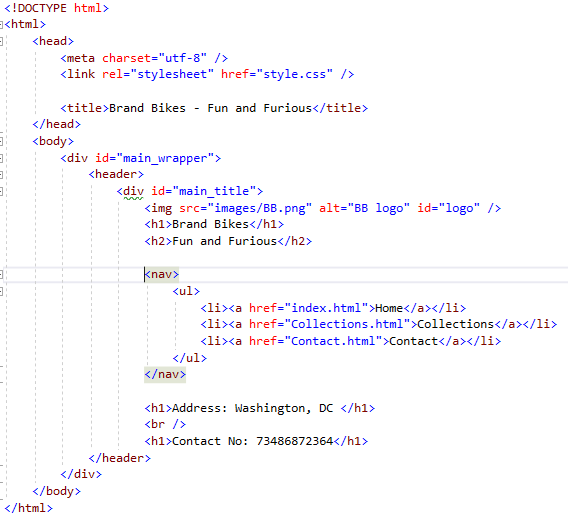 <!DOCTYPE html>
<html>
<head>
<meta charset="utf-8" />
<link rel="stylesheet" href="style.css" />
<title>Brand Bikes - Fun and Furious</title>
</head>
<body>
<div id="main_wrapper">
<header>
<div id="main_title">
<img src="images/BB.png" alt="BB logo" id="logo" />
<h1>Brand Bikes</h1>
<h2>Fun and Furious</h2>
<nav>
<ul>
<li><a href="index.html">Home</a></li>
<li><a href="Collections.html">Collections</a></li>
<li><a href="Contact.html">Contact</a></li>
</ul>
</nav>
<h1>Address: Washington, DC </h1>
<br />
<h1>Contact No: 73486872364</h1>
</header>
</div>
</body>
</html>